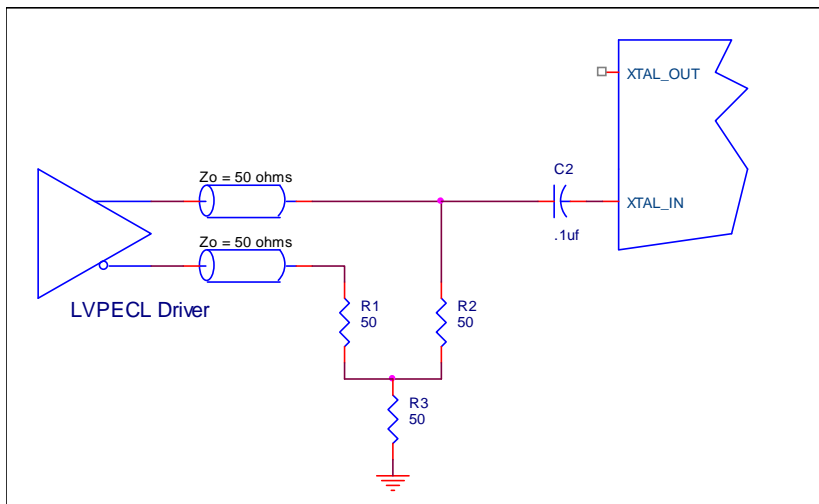 XTAL_OUT
Zo = 50 ohms
C2
XTAL_IN
.1uf
Zo = 50 ohms
LVPECL Driver
R1
50
R2
50
R3
50